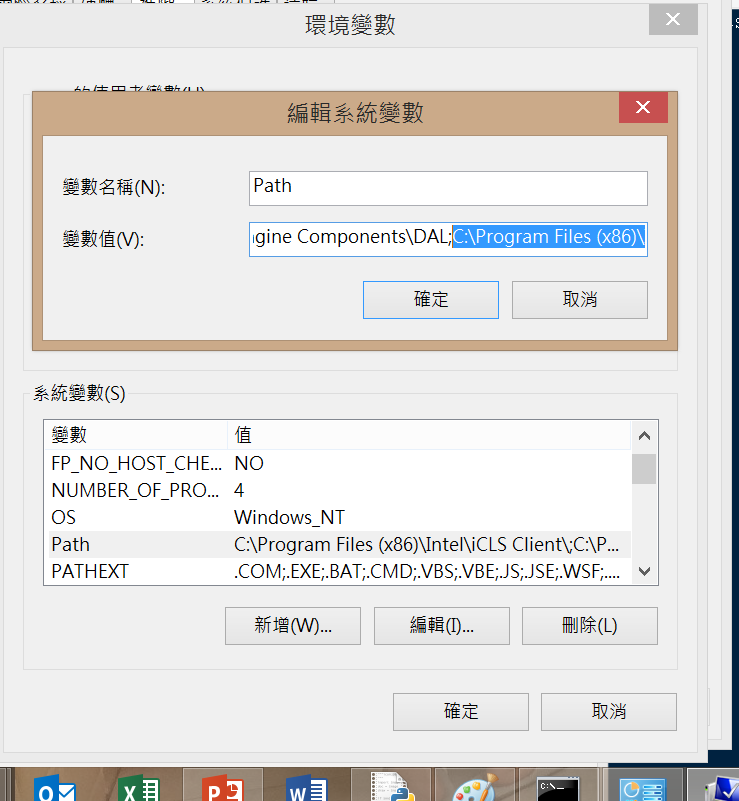 環境變數
的使用者變數(U)
編輯系統變數
變數名稱(N):
Path
變數值(V):
ngine Components\DAL;C:\Program Files (x86)\
確定
取消
系統變數(S)
變數
值
FP_NO_HOST_CHE...
NO
NUMBER_OF_PRO...
4
OS
Windows_NT
Path
C:\Program Files (x86)\Intel\iCLS Client\;C:\P...
PATHEXT
.COM;.EXE;.BAT;.CMD;.VBS;.VBE;.JS;.JSE;.WSF;....
新增(W)...
編輯(I)...
刪除(L)
確定
取消